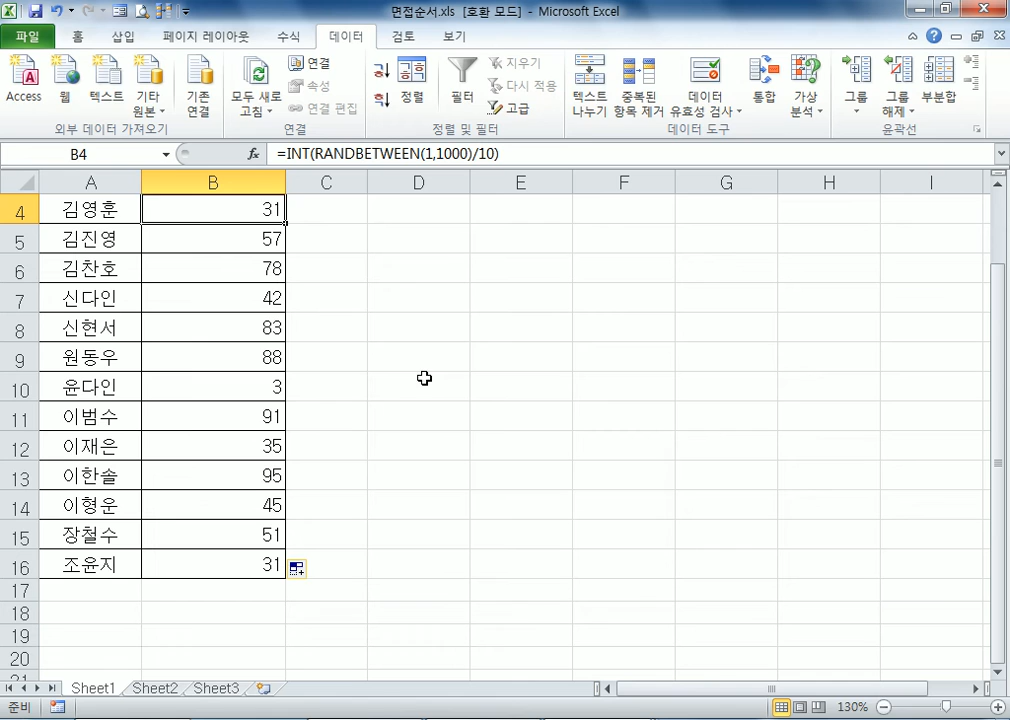 면접순서.xls [호환 모드] - Microsoft Excel
파일 홈 삽입 페이지 레이아웃 수식 데이터 검토 보기
Access 웹 텍스트 기타 원본 기존 연결
외부 데이터 가져오기
모두 새로 고침 연결 속성 연결 편집
연결
정렬 필터 지우기 다시 적용 고급
정렬 및 필터
텍스트 나누기 중복된 항목 제거 데이터 유효성 검사 통합 가상 분석
데이터 도구
그룹 그룹 해제 부분합
윤곽선
B4 fx =INT(RANDBETWEEN(1,1000)/10)
A B C D E F G H I
4 김영훈 31
5 김진영 57
6 김찬호 78
7 신다인 42
8 신현서 83
9 원동우 88
10 윤다인 3
11 이범수 91
12 이재은 35
13 이한솔 95
14 이형운 45
15 장철수 51
16 조윤지 31
17
18
19
20
21
Sheet1 Sheet2 Sheet3
준비 130%